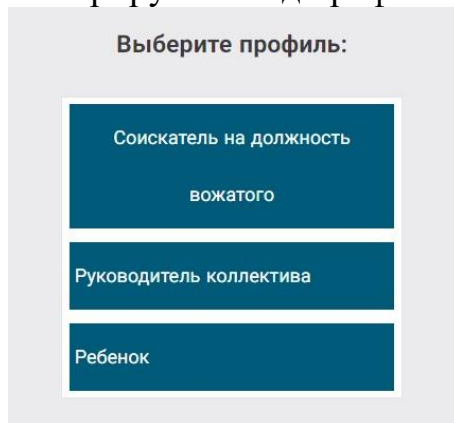 Выберите профиль:
Соискатель на должность
вожатого
Руководитель коллектива
Ребенок